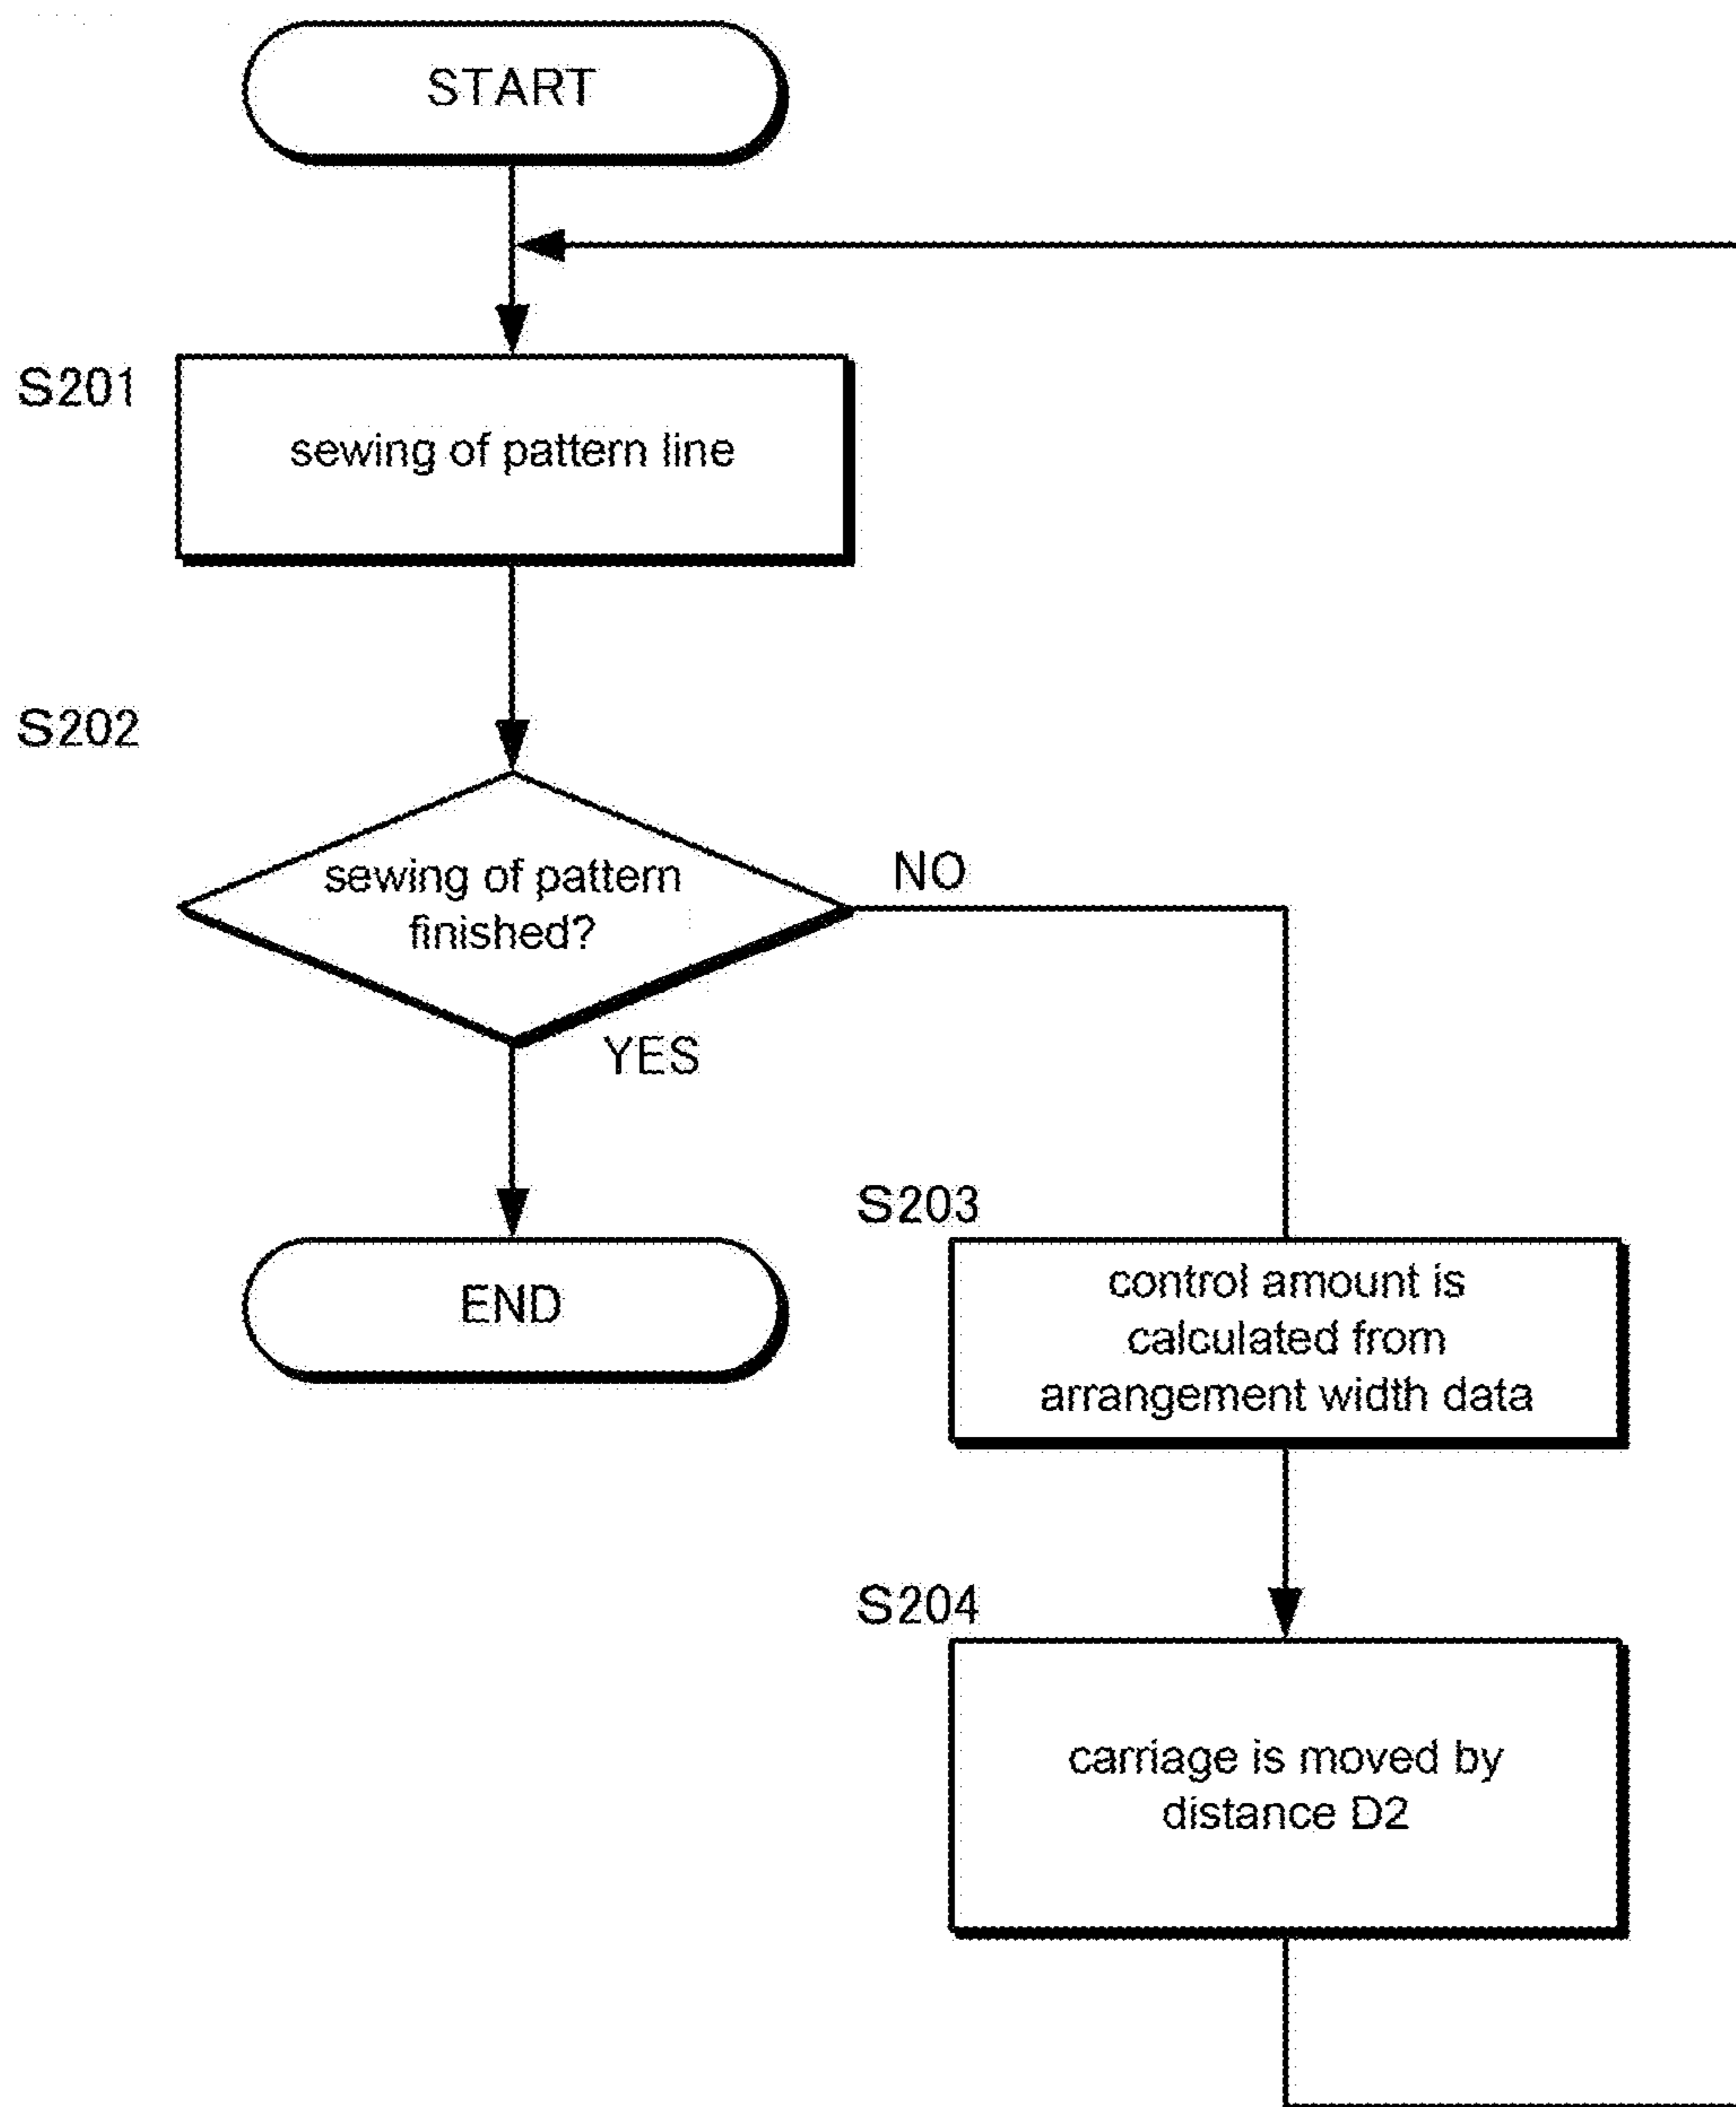 START
S201
sewing of pattern line
S202
sewing of pattern
finished?
NO
YES
END
S203
control amount is
calculated from
arrangement width data
S204
carriage is moved by
distance D2